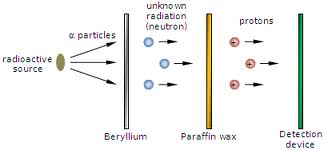 radioactive
source
α particles
unknown
radiation
(neutron)
protons
Beryllium
Paraffin wax
Detection
device